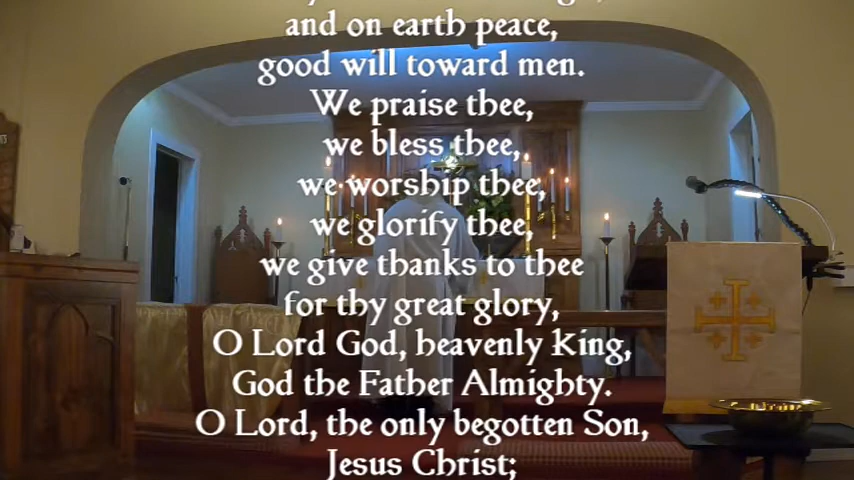 and on earth peace,
good will toward men.
We praise thee,
we bless thee,
we worship thee,
we glorify thee,
we give thanks to thee
for thy great glory,
O Lord God, heavenly King,
God the Father Almighty.
O Lord, the only begotten Son,
Jesus Christ;